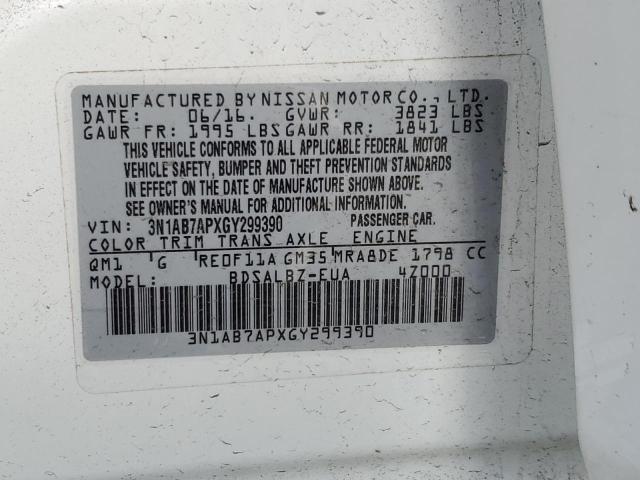 MANUFACTURED BY NISSAN MOTOR CO., LTD.
DATE: 06/16. GVWR: 3823 LBS
GAWR FR: 1995 LBS GAWR RR: 1841 LBS
THIS VEHICLE CONFORMS TO ALL APPLICABLE FEDERAL MOTOR
VEHICLE SAFETY, BUMPER AND THEFT PREVENTION STANDARDS
IN EFFECT ON THE DATE OF MANUFACTURE SHOWN ABOVE.
SEE OWNER'S MANUAL FOR ADDITIONAL INFORMATION.
VIN: 3N1AB7APXGY299390 PASSENGER CAR.
COLOR TRIM TRANS AXLE ENGINE
QM1 G RE0F11A GM35 MRA8DE 1798 CC
MODEL: BDSALBZ-EUA 4Z000
3N1AB7APXGY299390